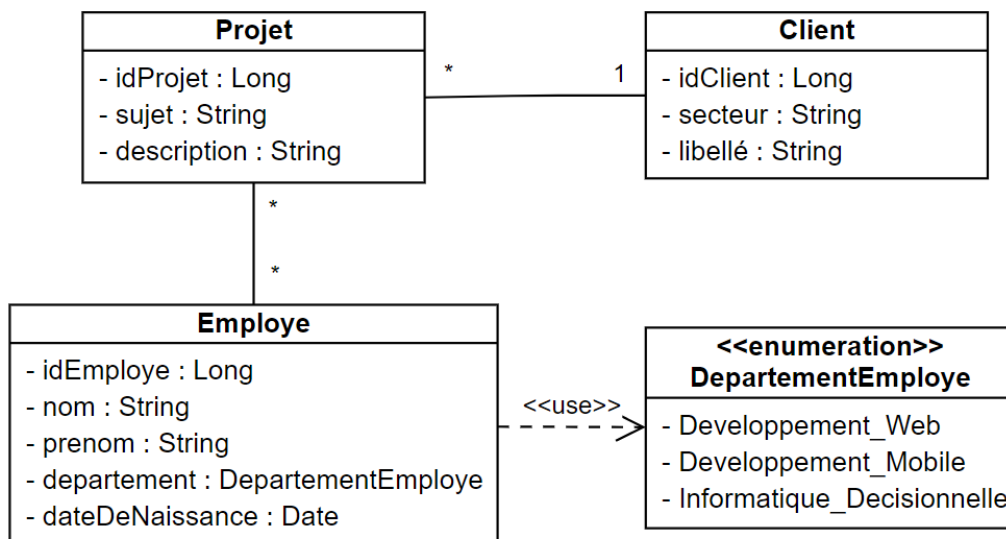 Projet
- idProjet : Long
- sujet : String
- description : String
* 1
Client
- idClient : Long
- secteur : String
- libellé : String
*
*
Employe
- idEmploye : Long
- nom : String
- prenom : String
- departement : DepartementEmploye
- dateDeNaissance : Date
<<use>>
<<enumeration>>
DepartementEmploye
- Developpement_Web
- Developpement_Mobile
- Informatique_Decisionnelle